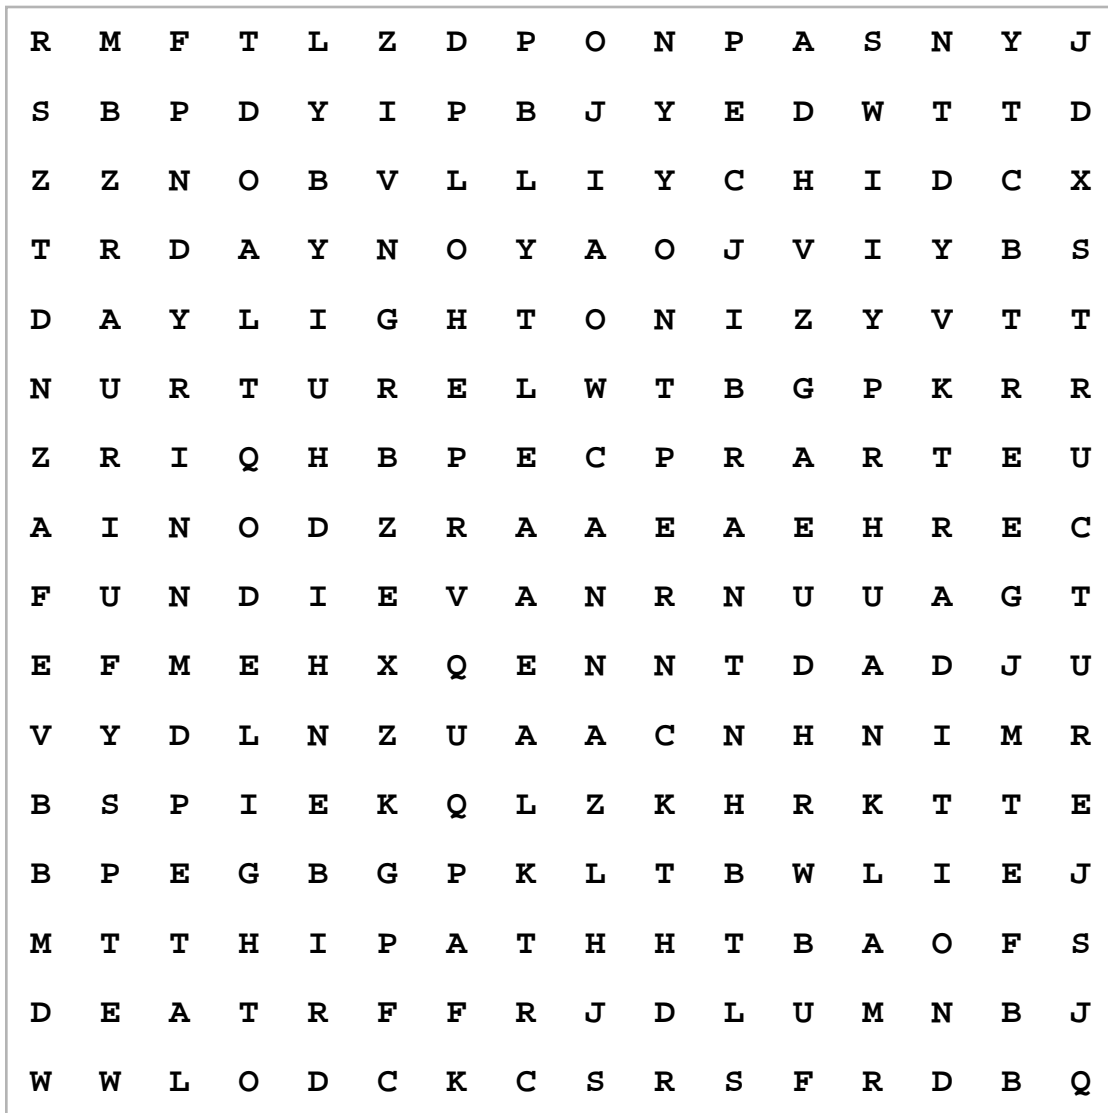 R M F T L Z D P O N P A S N Y J
S B P D Y I P B J Y E D W T T D
Z Z N O B V L L I Y C H I D C X
T R D A Y N O Y A O J V I Y B S
D A Y L I G H T O N I Z Y V T T
N U R T U R E L W T B G P K R R
Z R I Q H B P E C P R A R T E U
A I N O D Z R A A E A E H R E C
F U N D I E V A N R N U U A G T
E F M E H X Q E N N T D A D J U
V Y D L N Z U A A C N H N I M R
B S P I E K Q L Z K H R K T T E
B P E G B G P K L T B W L I E J
M T T H I P A T H H T B A O F S
D E A T R F F R J D L U M N B J
W W L O D C K C S R S F R D B Q